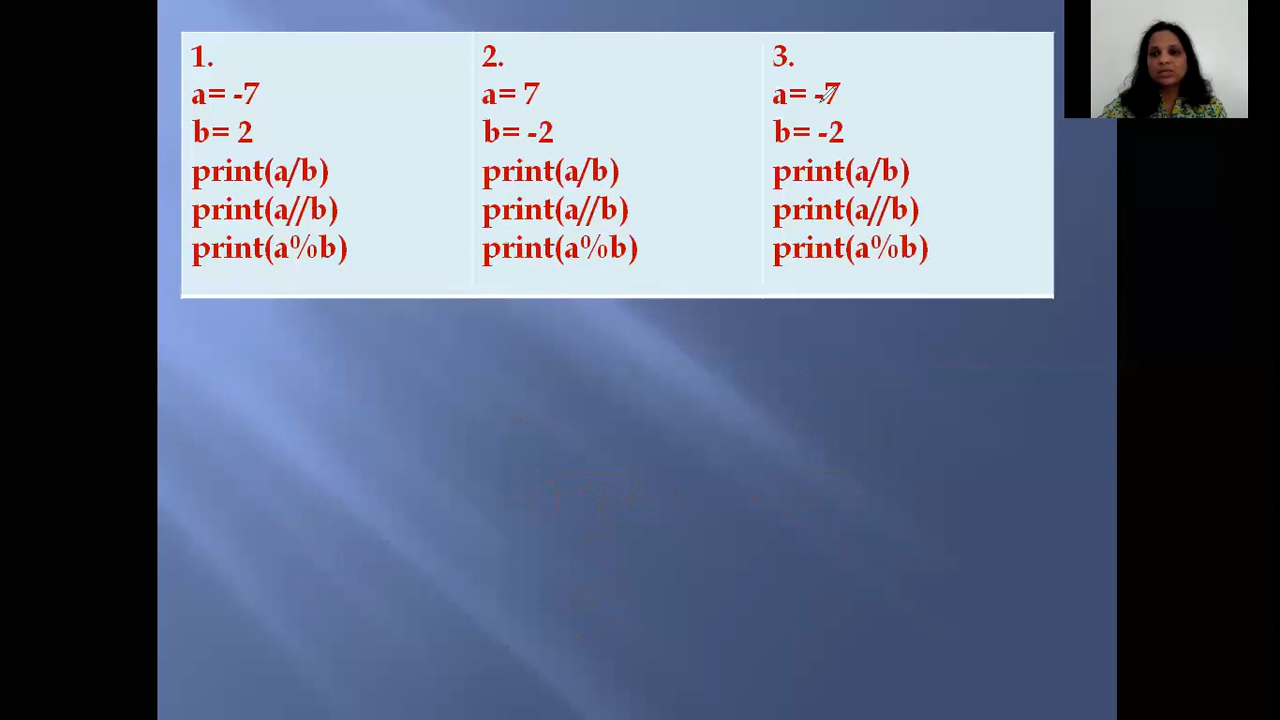 1.
a= -7
b= 2
print(a/b)
print(a//b)
print(a%b)
2.
a= 7
b= -2
print(a/b)
print(a//b)
print(a%b)
3.
a= -7
b= -2
print(a/b)
print(a//b)
print(a%b)